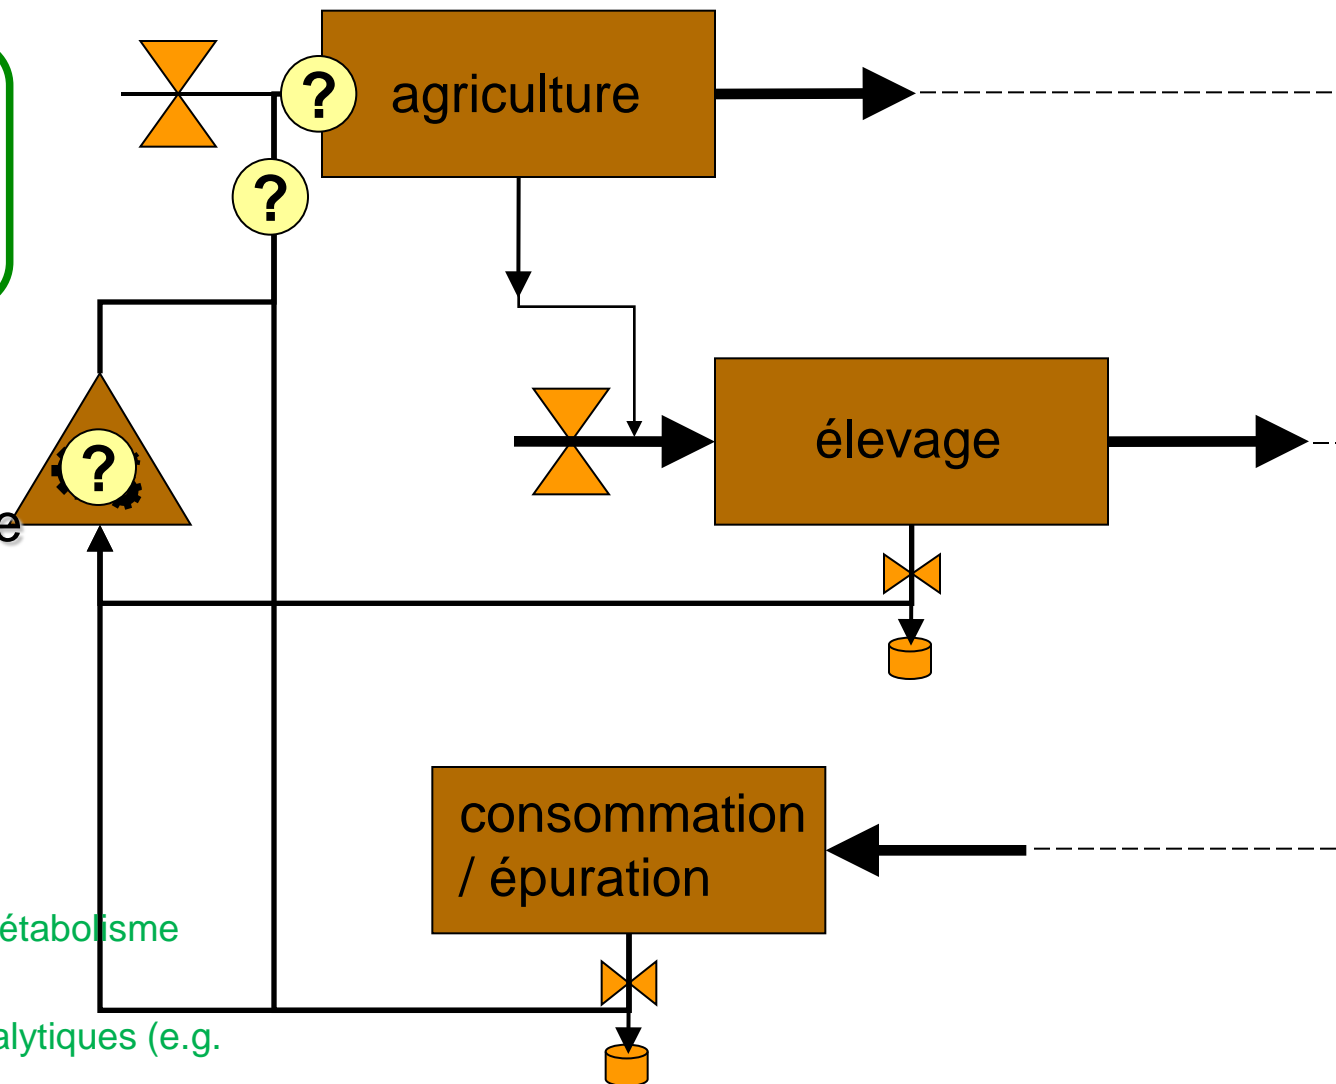 ?
agriculture
?
élevage
?
e
consommation
/ épuration
étabolisme
alytiques (e.g.